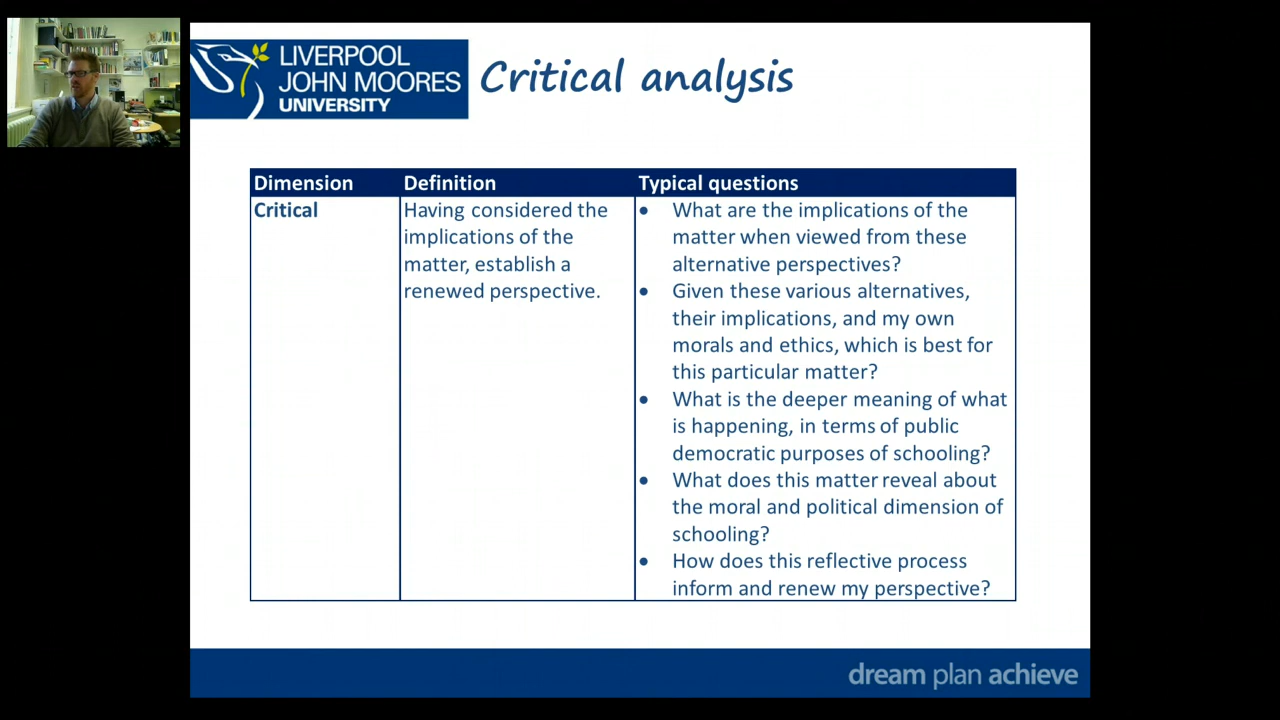 LIVERPOOL
JOHN MOORES
UNIVERSITY
Critical analysis
Dimension Definition Typical questions
Critical
Having considered the
implications of the
matter, establish a
renewed perspective.
• What are the implications of the
matter when viewed from these
alternative perspectives?
• Given these various alternatives,
their implications, and my own
morals and ethics, which is best for
this particular matter?
• What is the deeper meaning of what
is happening, in terms of public
democratic purposes of schooling?
• What does this matter reveal about
the moral and political dimension of
schooling?
• How does this reflective process
inform and renew my perspective?
dream plan achieve